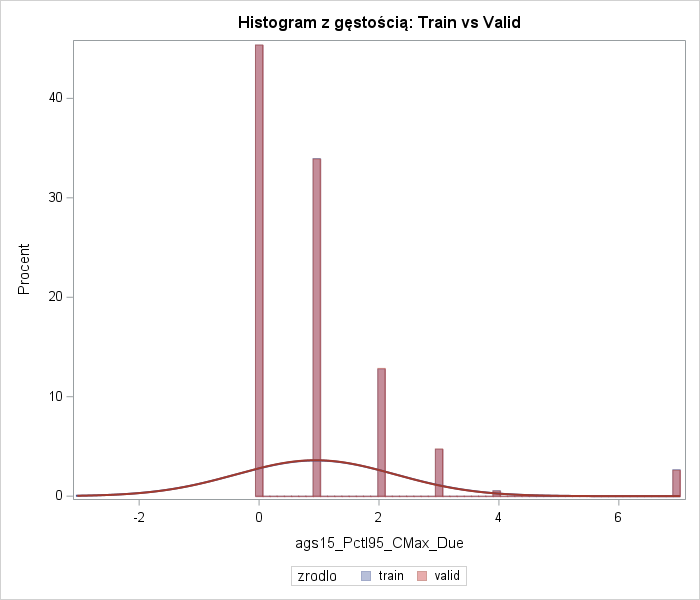 Histogram z gęstością: Train vs Valid
40
30
20
10
0
Procent
-2
0
2
4
6
ags15_Pctl95_CMax_Due
zrodlo train valid